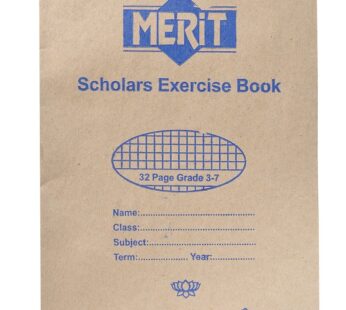 MERiT
Scholars Exercise Book
32 Page Grade 3-7
Name:....................................
Class:....................................
Subject:..................................
Term:................. Year:................